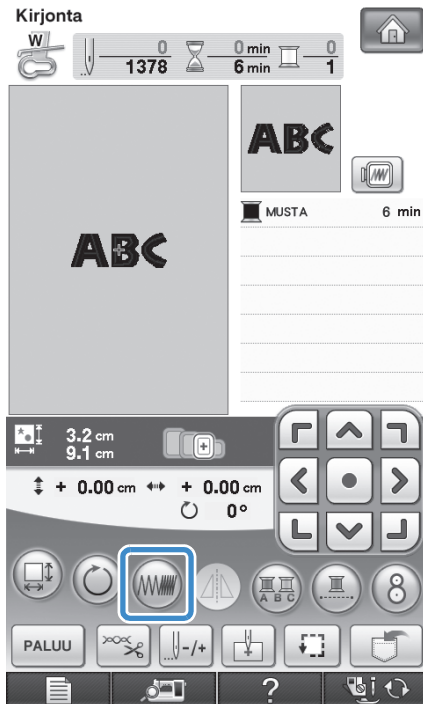 Kirjonta
W 0 0 min 0
1378 6 min 1
ABC
MUSTA 6 min
ABC
3.2 cm
9.1 cm
+ 0.00 cm + 0.00 cm
0°
A B C
8
PALUU -/+
? i